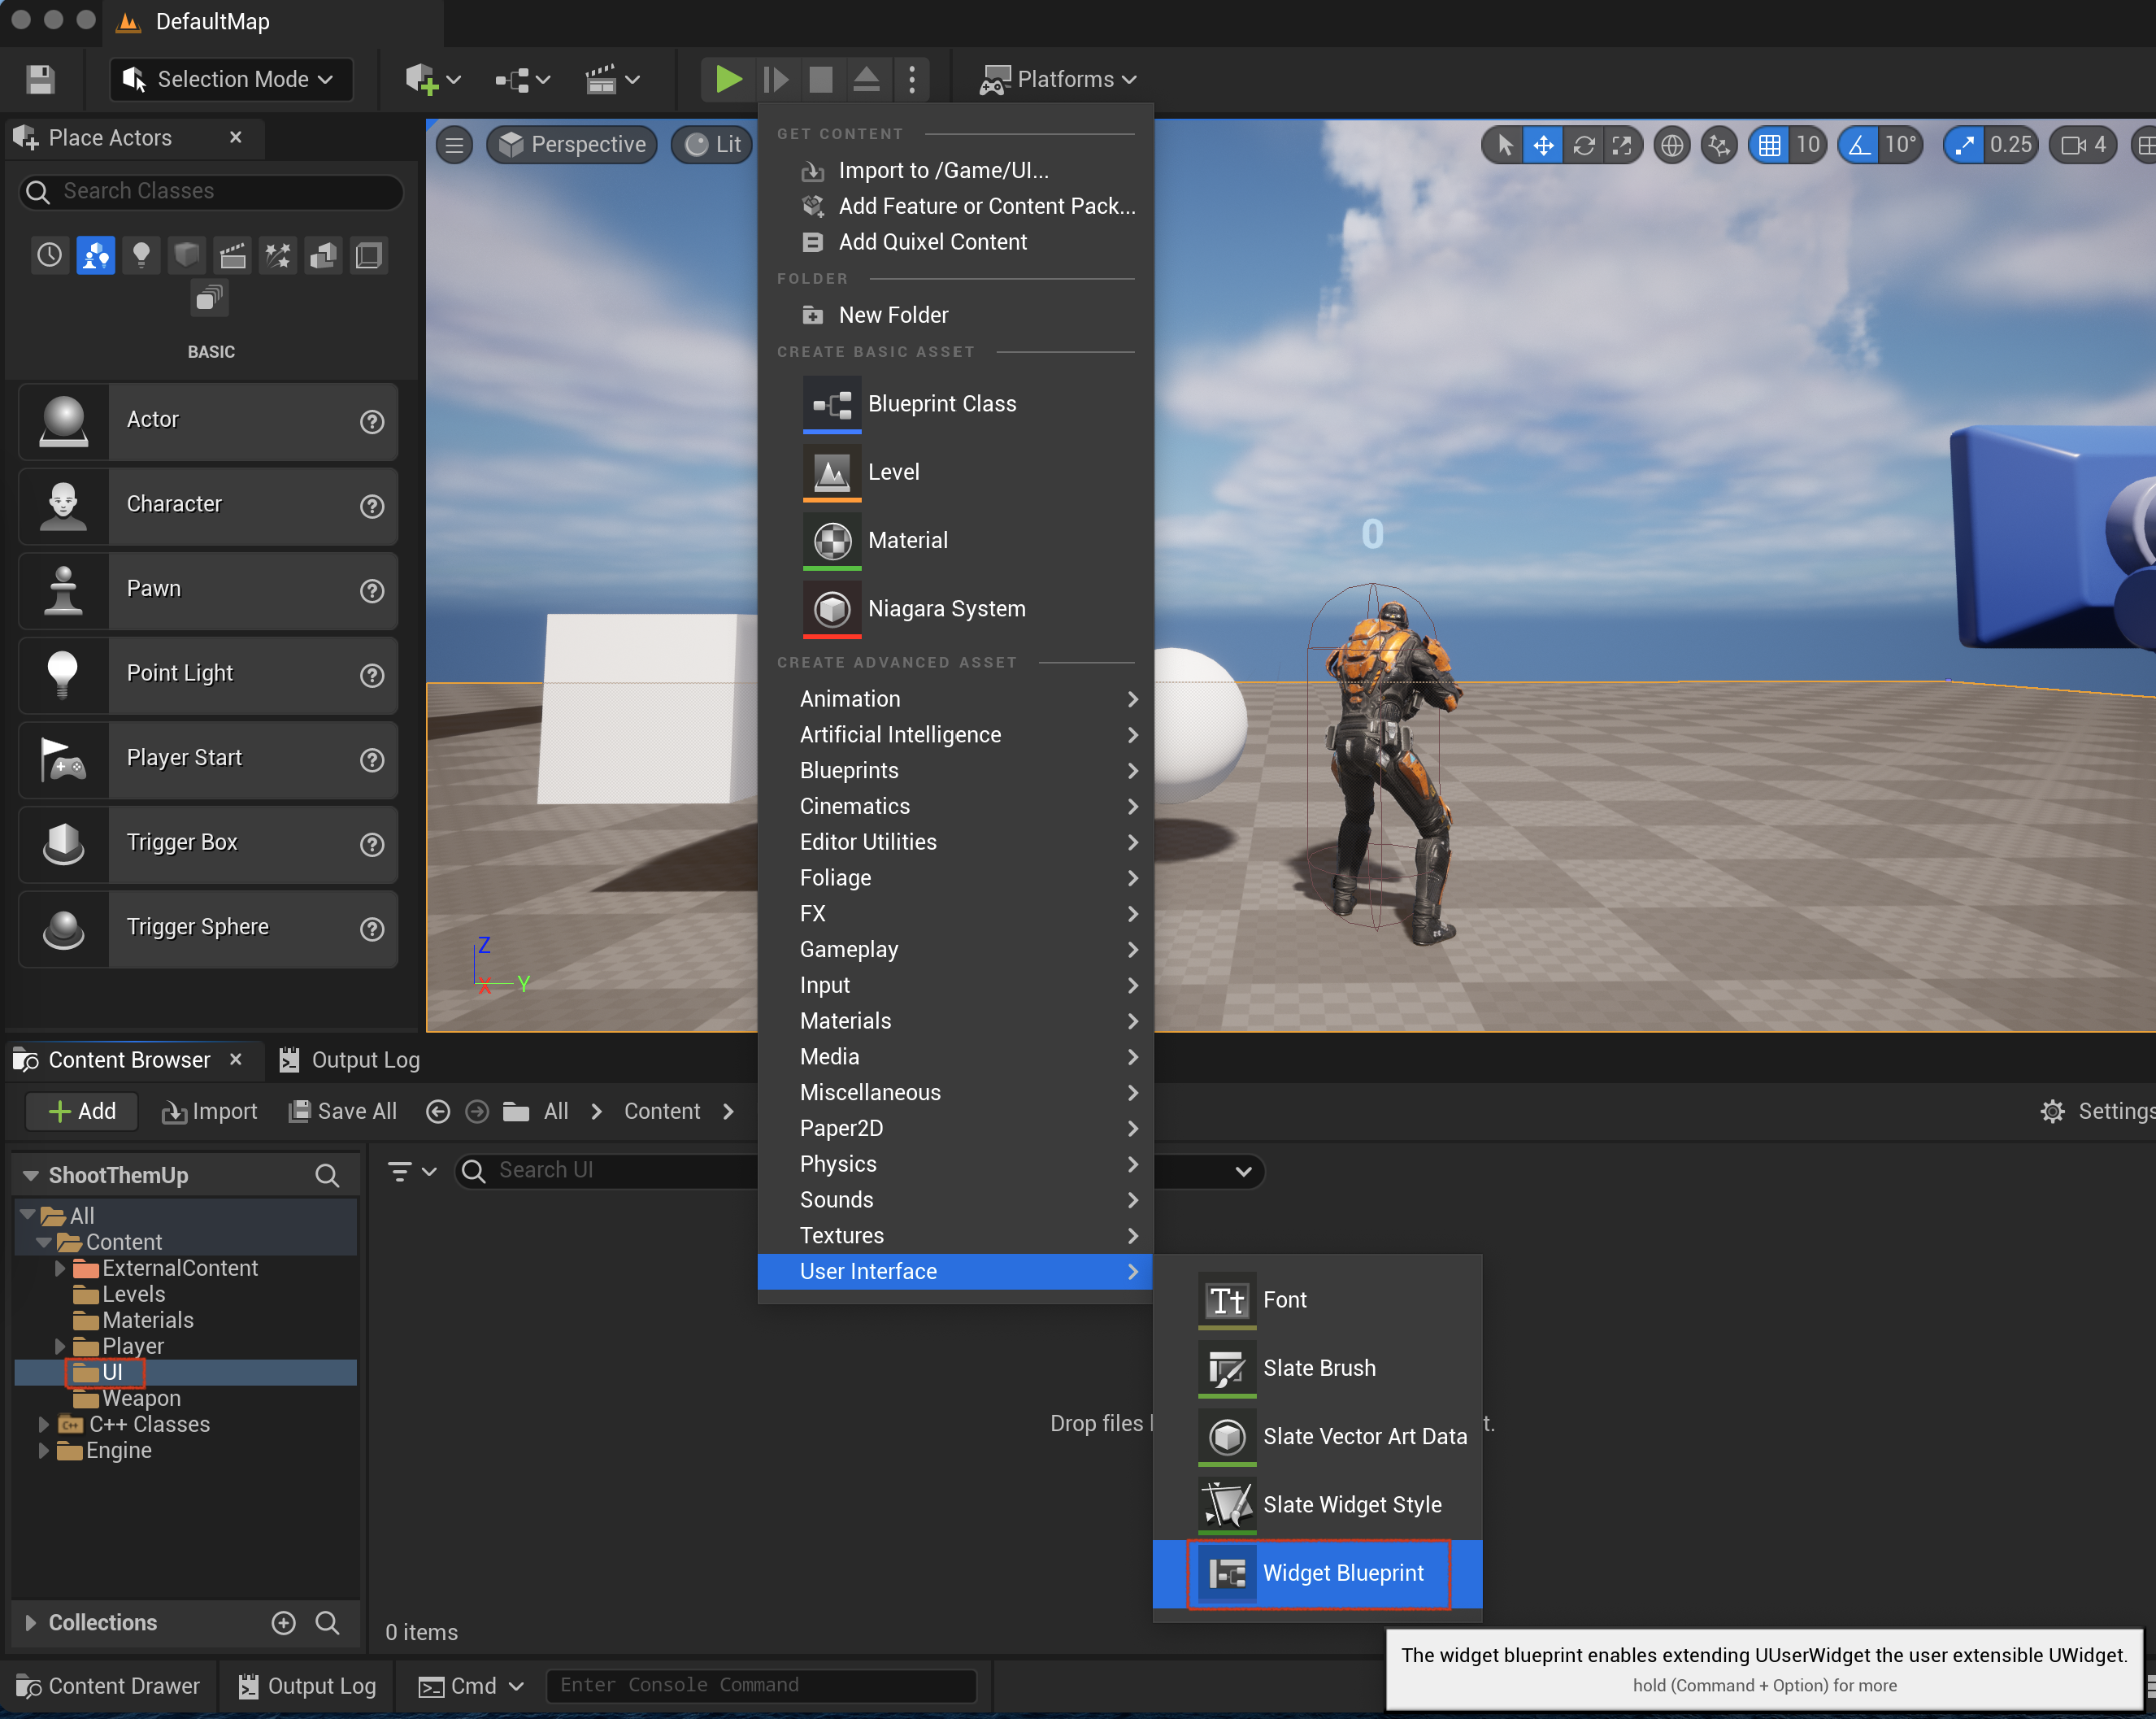 DefaultMap
Selection Mode
Platforms
Place Actors
Search Classes
BASIC
Actor
Character
Pawn
Point Light
Player Start
Trigger Box
Trigger Sphere
Perspective
Lit
10
10°
0.25
4
0
Z
X
Y
GET CONTENT
Import to /Game/UI...
Add Feature or Content Pack...
Add Quixel Content
FOLDER
New Folder
CREATE BASIC ASSET
Blueprint Class
Level
Material
Niagara System
CREATE ADVANCED ASSET
Animation
Artificial Intelligence
Blueprints
Cinematics
Editor Utilities
Foliage
FX
Gameplay
Input
Materials
Media
Miscellaneous
Paper2D
Physics
Sounds
Textures
User Interface
Font
Slate Brush
Slate Vector Art Data
Slate Widget Style
Widget Blueprint
Content Browser
Output Log
Add
Import
Save All
All
Content
Settings
ShootThemUp
All
Content
ExternalContent
Levels
Materials
Player
UI
Weapon
C++ Classes
Engine
Collections
Search UI
Drop files
t.
0 items
The widget blueprint enables extending UUserWidget the user extensible UWidget.
hold (Command + Option) for more
Content Drawer
Output Log
Cmd
Enter Console Command